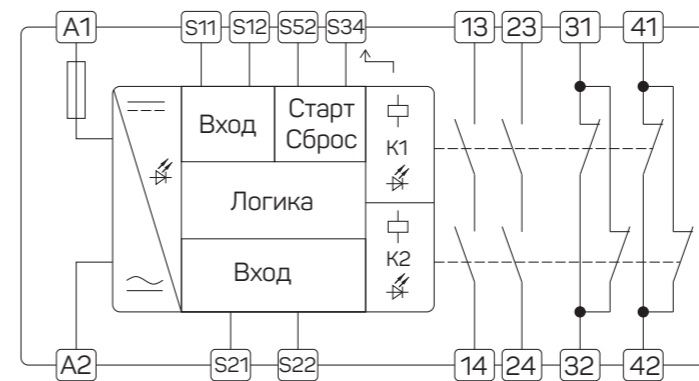 A1 S11 S12 S52 S34 13 23 31 41
Вход
Старт
Сброс
K1
Логика
Вход
K2
A2 S21 S22 14 24 32 42